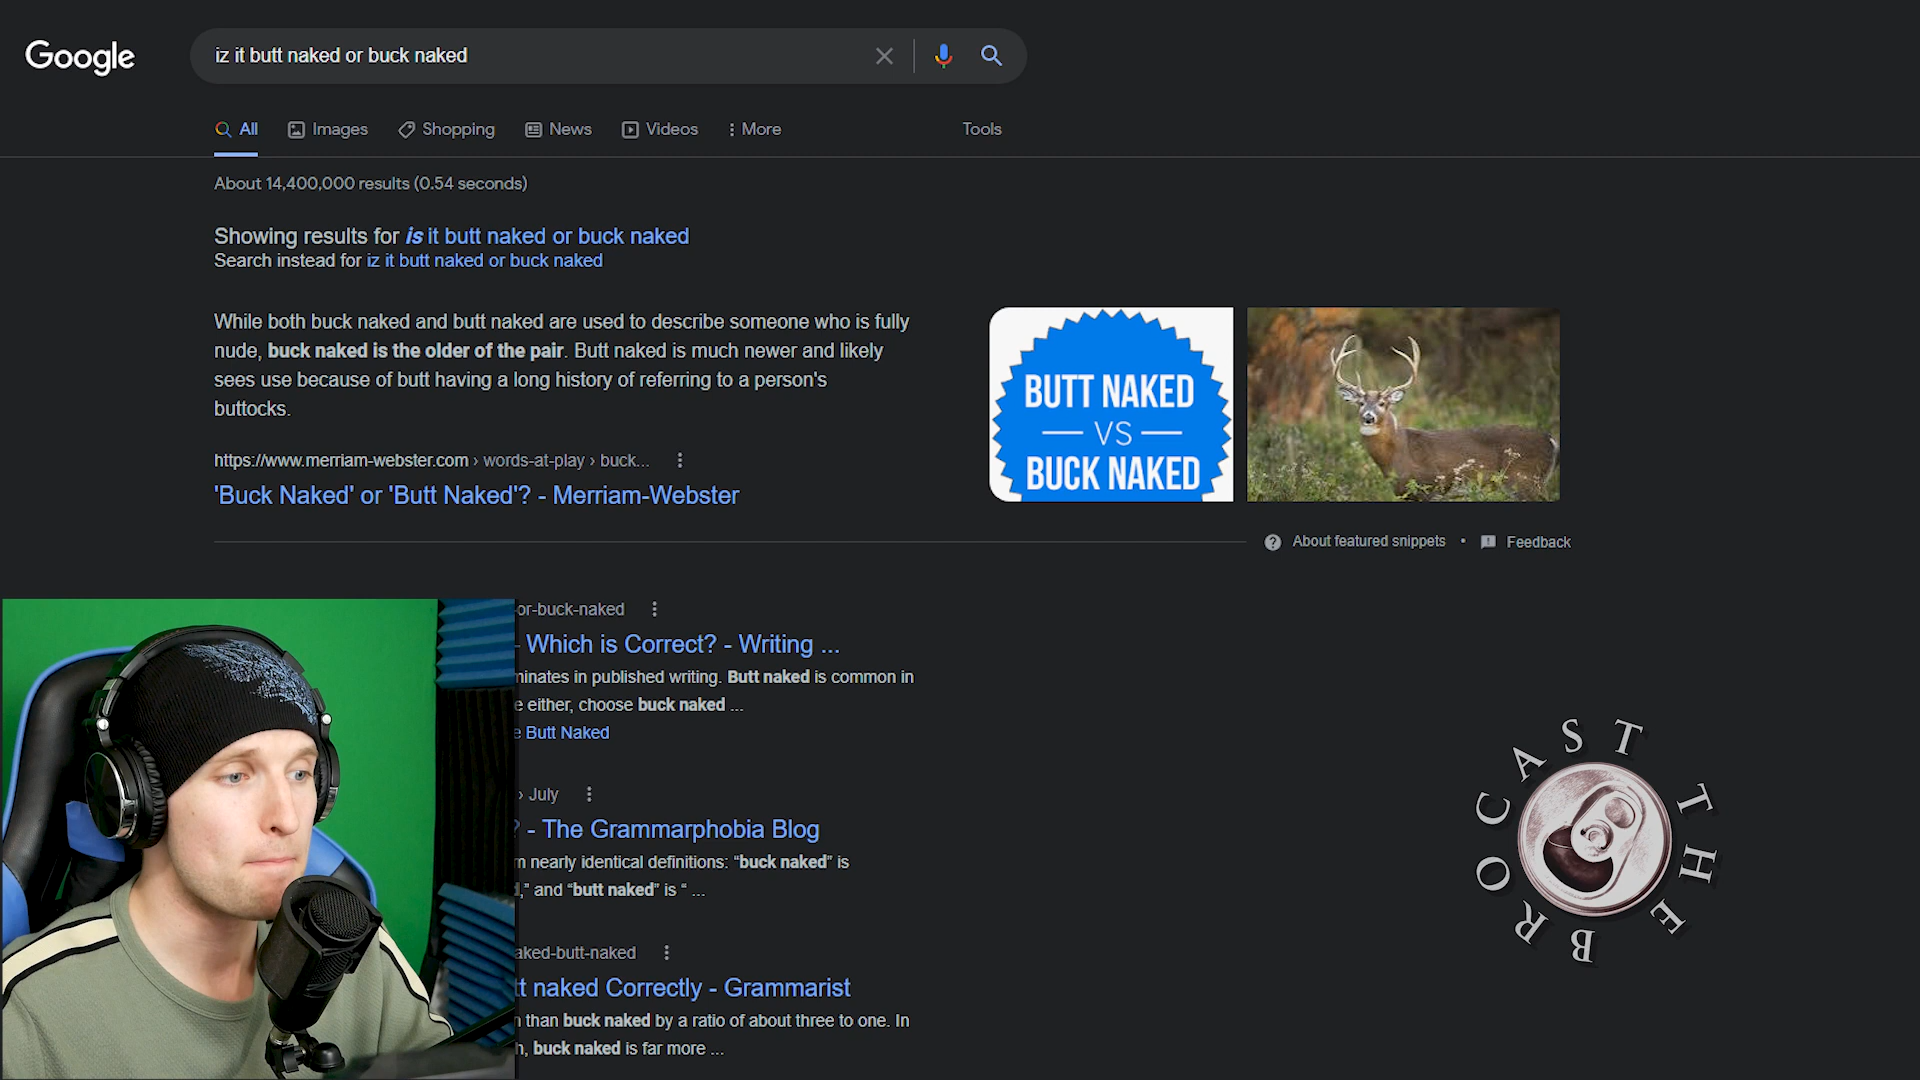 Google
iz it butt naked or buck naked
All
Images
Shopping
News
Videos
More
Tools
About 14,400,000 results (0.54 seconds)
Showing results for is it butt naked or buck naked
Search instead for iz it butt naked or buck naked
While both buck naked and butt naked are used to describe someone who is fully
nude, buck naked is the older of the pair. Butt naked is much newer and likely
sees use because of butt having a long history of referring to a person's
buttocks.
BUTT NAKED
VS
BUCK NAKED
https://www.merriam-webster.com › words-at-play › buck...
'Buck Naked' or 'Butt Naked'? - Merriam-Webster
About featured snippets • Feedback
or-buck-naked
- Which is Correct? - Writing ...
minates in published writing. Butt naked is common in
e either, choose buck naked ...
e Butt Naked
› July
? - The Grammarphobia Blog
nearly identical definitions: “buck naked” is
,” and “butt naked” is “ ...
aked-butt-naked
tt naked Correctly - Grammarist
than buck naked by a ratio of about three to one. In
h, buck naked is far more ...
THE BROCAST